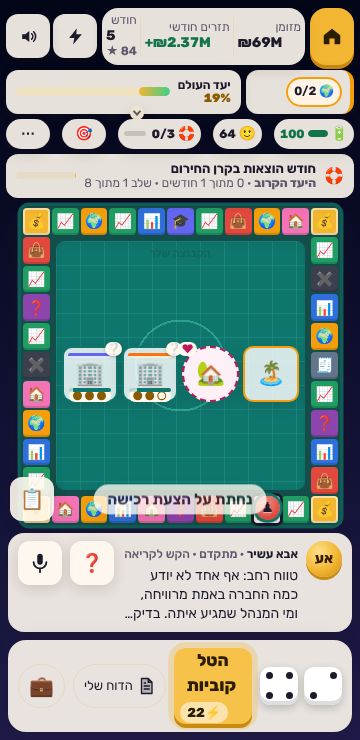 מזומן
₪69M
תזרים חודשי
+₪2.37M
חודש
5
★ 84
0/2
יעד העולם
19%
100
64
0/3
...
חודש הוצאות בקרן החירום
היעד הקרוב • 0 מתוך 1 חודשים • שלב 1 מתוך 8
הקבוצה שלך
נחתת על הצעת רכישה
אע
אבא עשיר • מתקדם • הקש לקריאה
טווח רחב: אף אחד לא יודע
כמה החברה באמת מרוויחה,
ומי המנהל שמגיע איתה. בדיק...
הטל
קוביות
22
הדוח שלי